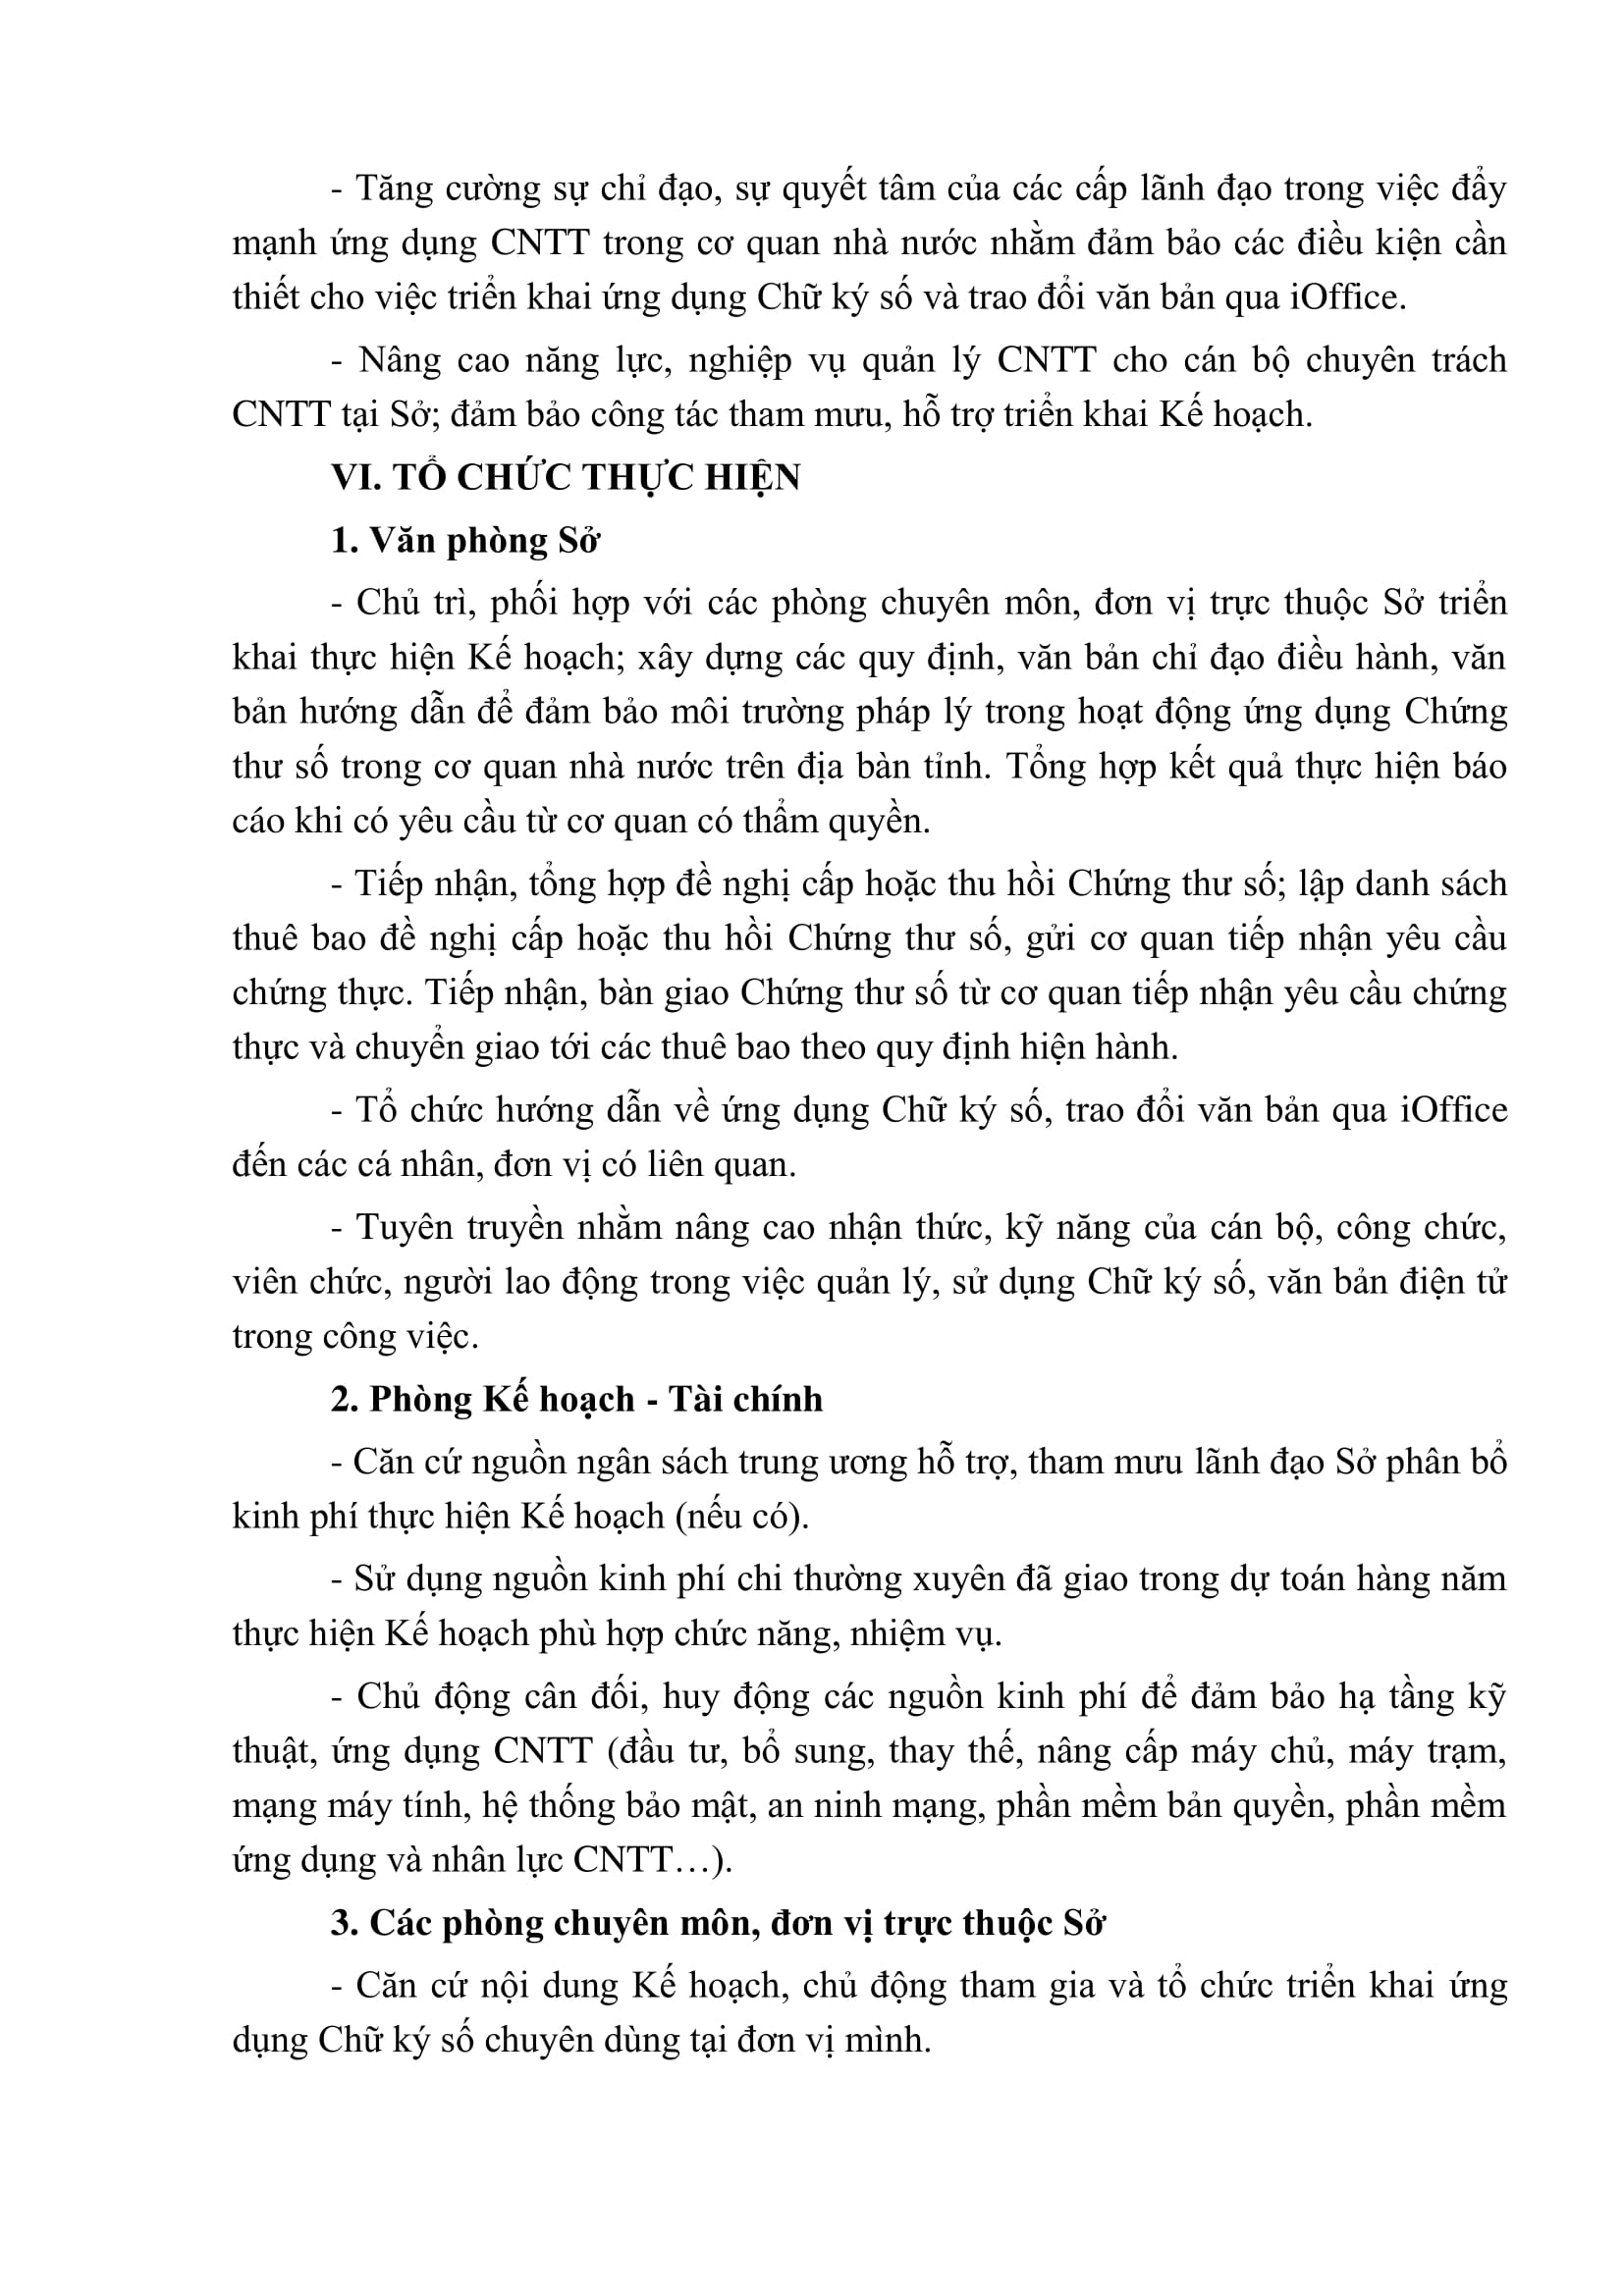 - Tăng cường sự chỉ đạo, sự quyết tâm của các cấp lãnh đạo trong việc đẩy
mạnh ứng dụng CNTT trong cơ quan nhà nước nhằm đảm bảo các điều kiện cần
thiết cho việc triển khai ứng dụng Chữ ký số và trao đổi văn bản qua iOffice.
- Nâng cao năng lực, nghiệp vụ quản lý CNTT cho cán bộ chuyên trách
CNTT tại Sở; đảm bảo công tác tham mưu, hỗ trợ triển khai Kế hoạch.
VI. TỔ CHỨC THỰC HIỆN
1. Văn phòng Sở
- Chủ trì, phối hợp với các phòng chuyên môn, đơn vị trực thuộc Sở triển
khai thực hiện Kế hoạch; xây dựng các quy định, văn bản chỉ đạo điều hành, văn
bản hướng dẫn để đảm bảo môi trường pháp lý trong hoạt động ứng dụng Chứng
thư số trong cơ quan nhà nước trên địa bàn tỉnh. Tổng hợp kết quả thực hiện báo
cáo khi có yêu cầu từ cơ quan có thẩm quyền.
- Tiếp nhận, tổng hợp đề nghị cấp hoặc thu hồi Chứng thư số; lập danh sách
thuê bao đề nghị cấp hoặc thu hồi Chứng thư số, gửi cơ quan tiếp nhận yêu cầu
chứng thực. Tiếp nhận, bàn giao Chứng thư số từ cơ quan tiếp nhận yêu cầu chứng
thực và chuyển giao tới các thuê bao theo quy định hiện hành.
- Tổ chức hướng dẫn về ứng dụng Chữ ký số, trao đổi văn bản qua iOffice
đến các cá nhân, đơn vị có liên quan.
- Tuyên truyền nhằm nâng cao nhận thức, kỹ năng của cán bộ, công chức,
viên chức, người lao động trong việc quản lý, sử dụng Chữ ký số, văn bản điện tử
trong công việc.
2. Phòng Kế hoạch - Tài chính
- Căn cứ nguồn ngân sách trung ương hỗ trợ, tham mưu lãnh đạo Sở phân bổ
kinh phí thực hiện Kế hoạch (nếu có).
- Sử dụng nguồn kinh phí chi thường xuyên đã giao trong dự toán hàng năm
thực hiện Kế hoạch phù hợp chức năng, nhiệm vụ.
- Chủ động cân đối, huy động các nguồn kinh phí để đảm bảo hạ tầng kỹ
thuật, ứng dụng CNTT (đầu tư, bổ sung, thay thế, nâng cấp máy chủ, máy trạm,
mạng máy tính, hệ thống bảo mật, an ninh mạng, phần mềm bản quyền, phần mềm
ứng dụng và nhân lực CNTT…).
3. Các phòng chuyên môn, đơn vị trực thuộc Sở
- Căn cứ nội dung Kế hoạch, chủ động tham gia và tổ chức triển khai ứng
dụng Chữ ký số chuyên dùng tại đơn vị mình.